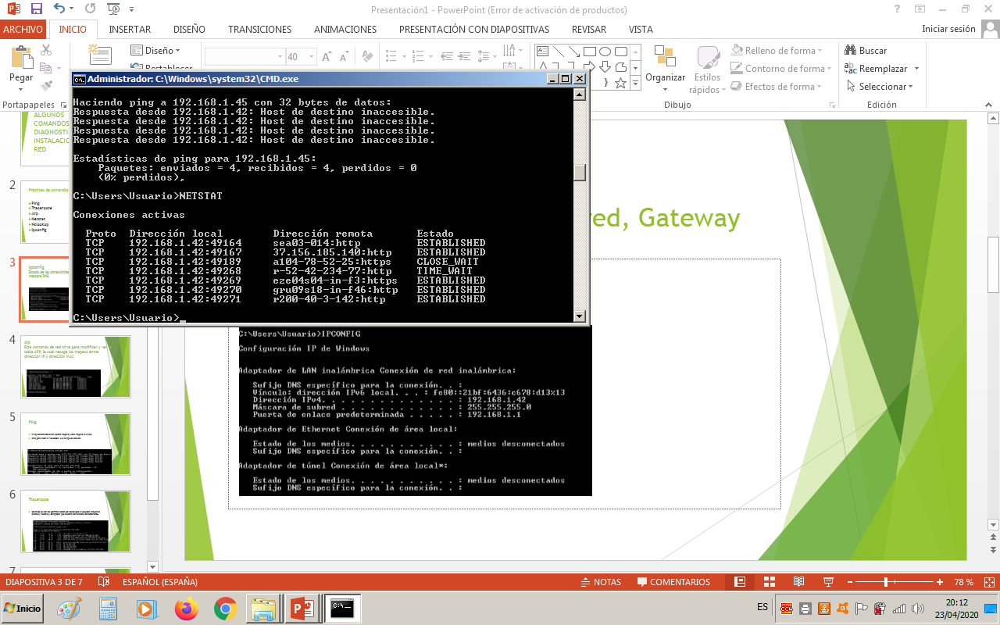 Presentación1 - PowerPoint (Error de activación de productos)
ARCHIVO INICIO INSERTAR DISEÑO TRANSICIONES ANIMACIONES PRESENTACIÓN CON DIAPOSITIVAS REVISAR VISTA Iniciar sesión
Pegar
Diseño
Restablecer
40
Organizar
Estilos rápidos
Relleno de forma
Contorno de forma
Efectos de forma
Buscar
Reemplazar
Seleccionar
Portapapeles
Dibujo
Edición
Administrador: C:\Windows\system32\CMD.exe
Haciendo ping a 192.168.1.45 con 32 bytes de datos:
Respuesta desde 192.168.1.42: Host de destino inaccesible.
Respuesta desde 192.168.1.42: Host de destino inaccesible.
Respuesta desde 192.168.1.42: Host de destino inaccesible.
Respuesta desde 192.168.1.42: Host de destino inaccesible.
Estadísticas de ping para 192.168.1.45:
Paquetes: enviados = 4, recibidos = 4, perdidos = 0
(0% perdidos),
C:\Users\Usuario>NETSTAT
Conexiones activas
Proto Dirección local Dirección remota Estado
TCP 192.168.1.42:49164 sea03-014:http ESTABLISHED
TCP 192.168.1.42:49167 37.156.185.140:http ESTABLISHED
TCP 192.168.1.42:49189 a104-78-52-25:https CLOSE_WAIT
TCP 192.168.1.42:49268 r-52-42-234-77:http TIME_WAIT
TCP 192.168.1.42:49269 eze04s04-in-f3:https ESTABLISHED
TCP 192.168.1.42:49270 gru09s18-in-f46:http ESTABLISHED
TCP 192.168.1.42:49271 r200-40-3-142:http ESTABLISHED
C:\Users\Usuario>_
ALGUNOS
COMANDOS
DIAGNOSTI
INSTALACIO
RED
2
Prácticas de comandos
Ping
Traceroute
Arp
Netstat
Nslookup
Ipconfig
3
Ipconfig
Estado de las conexiones
mascara DNS
4
Arp
Este comando de red sirve para modificar y ver
tabla ARP, la cual recoge los mapeos entre
dirección IP y dirección MAC.
5
Ping
6
Traceroute
7
red, Gateway
C:\Users\Usuario>IPCONFIG
Configuración IP de Windows
Adaptador de LAN inalámbrica Conexión de red inalámbrica:
Sufijo DNS específico para la conexión. . :
Vínculo: dirección IPv6 local. . . : fe80::21bf:6436:c678:d13%13
Dirección IPv4. . . . . . . . . . . . . . : 192.168.1.42
Máscara de subred . . . . . . . . . . . . : 255.255.255.0
Puerta de enlace predeterminada . . . . . : 192.168.1.1
Adaptador de Ethernet Conexión de área local:
Estado de los medios. . . . . . . . . . . : medios desconectados
Sufijo DNS específico para la conexión. . :
Adaptador de túnel Conexión de área local*:
Estado de los medios. . . . . . . . . . . : medios desconectados
Sufijo DNS específico para la conexión. . :
DIAPOSITIVA 3 DE 7 ESPAÑOL (ESPAÑA) NOTAS COMENTARIOS 78 %
Inicio
ES
20:12
23/04/2020